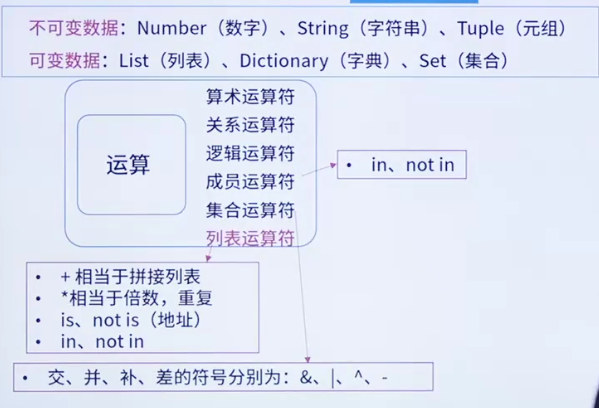 不可变数据：Number（数字）、String（字符串）、Tuple（元组）
可变数据：List（列表）、Dictionary（字典）、Set（集合）
运算
算术运算符
关系运算符
逻辑运算符
成员运算符
集合运算符
列表运算符
• in、not in
• + 相当于拼接列表
• *相当于倍数，重复
• is、not is（地址）
• in、not in
• 交、并、补、差的符号分别为：&、|、^、-